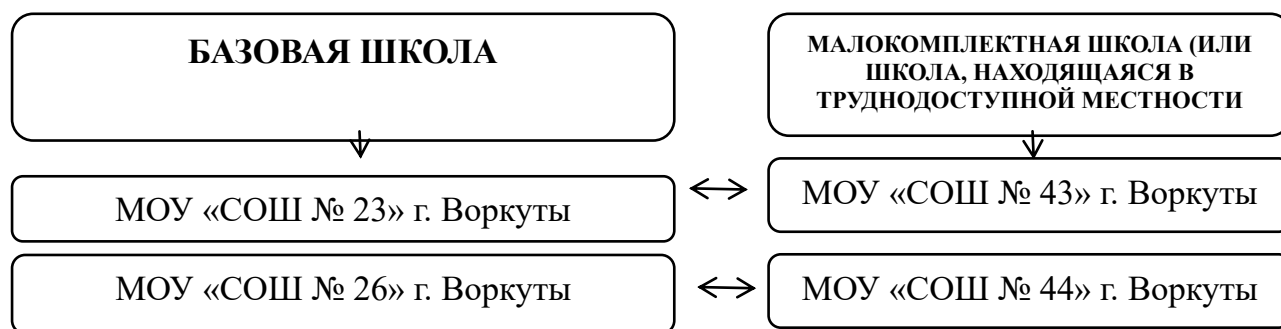 БАЗОВАЯ ШКОЛА
МАЛОКОМПЛЕКТНАЯ ШКОЛА (ИЛИ
ШКОЛА, НАХОДЯЩАЯСЯ В
ТРУДНОДОСТУПНОЙ МЕСТНОСТИ
МОУ «СОШ № 23» г. Воркуты
МОУ «СОШ № 43» г. Воркуты
МОУ «СОШ № 26» г. Воркуты
МОУ «СОШ № 44» г. Воркуты